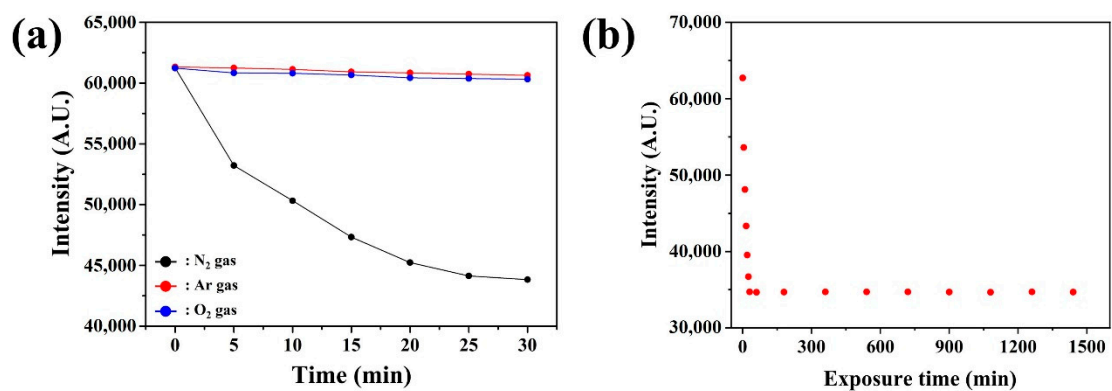 (a)
65,000
60,000
55,000
50,000
45,000
40,000
Intensity (A.U.)
: N₂ gas
: Ar gas
: O₂ gas
0 5 10 15 20 25 30
Time (min)
(b)
70,000
60,000
50,000
40,000
30,000
Intensity (A.U.)
0 300 600 900 1200 1500
Exposure time (min)